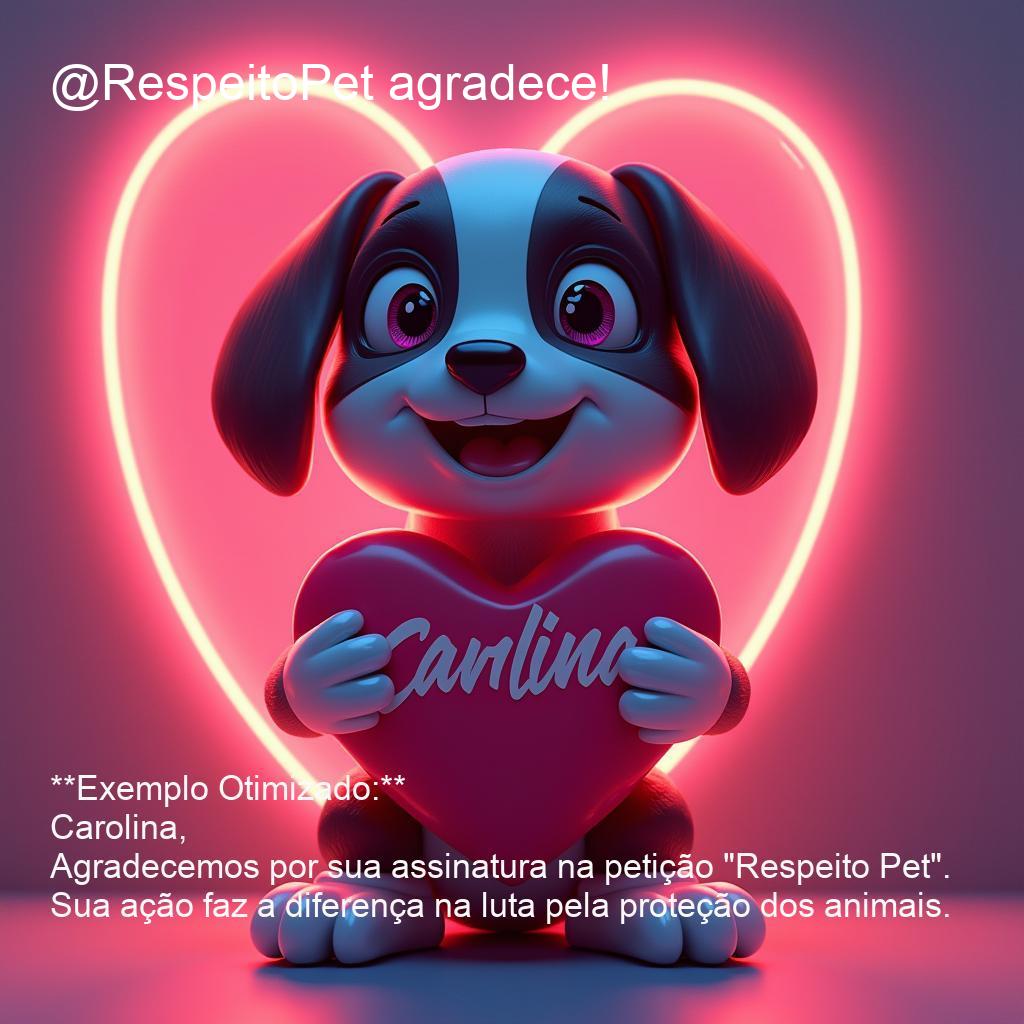 @RespeitoPet agradece!
Carolina
**Exemplo Otimizado:**
Carolina,
Agradecemos por sua assinatura na petição "Respeito Pet".
Sua ação faz a diferença na luta pela proteção dos animais.